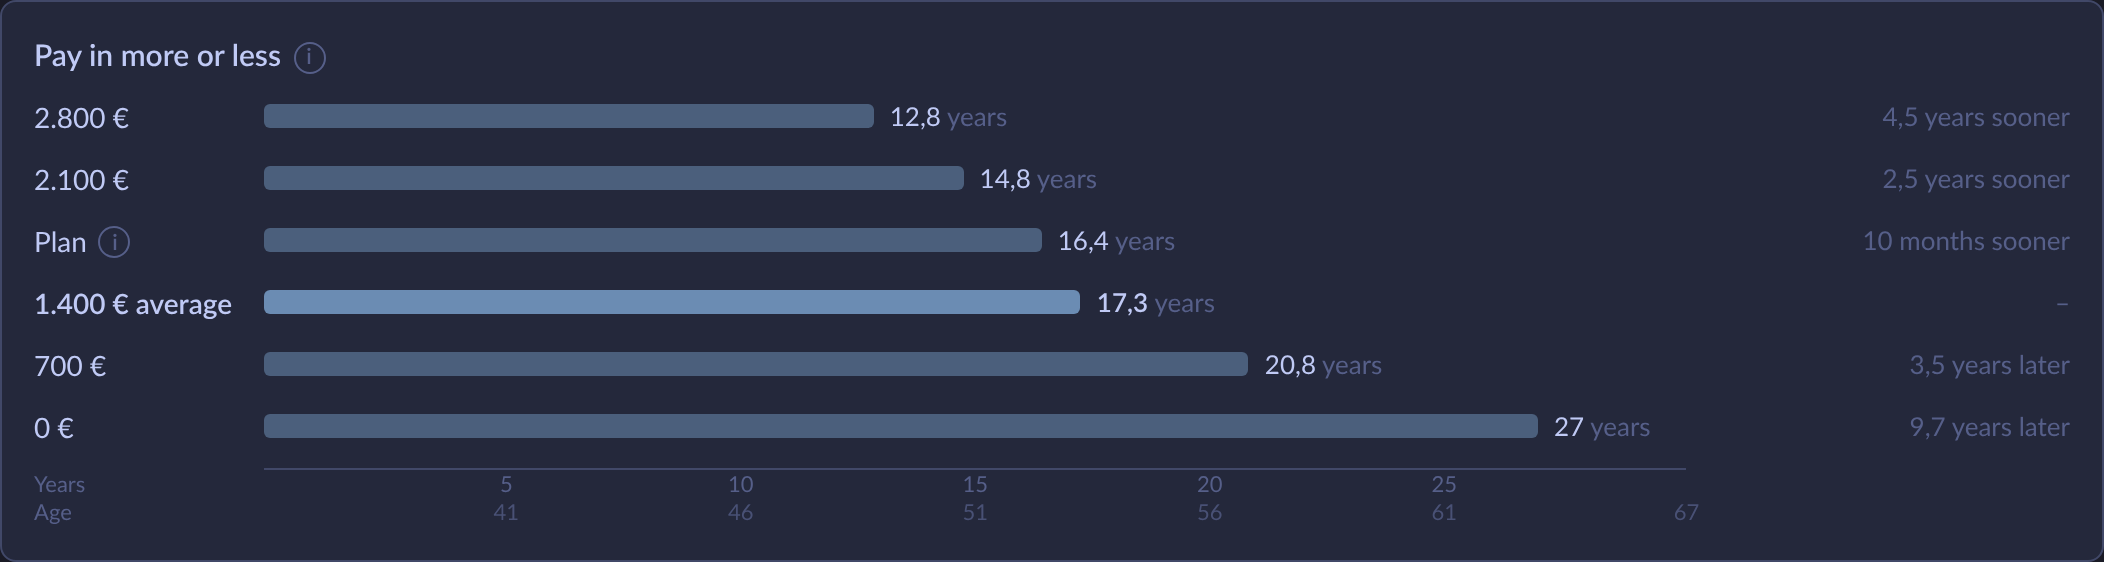 Pay in more or less
2.800 € 12,8 years 4,5 years sooner
2.100 € 14,8 years 2,5 years sooner
Plan 16,4 years 10 months sooner
1.400 € average 17,3 years –
700 € 20,8 years 3,5 years later
0 € 27 years 9,7 years later
Years 5 10 15 20 25
Age 41 46 51 56 61 67